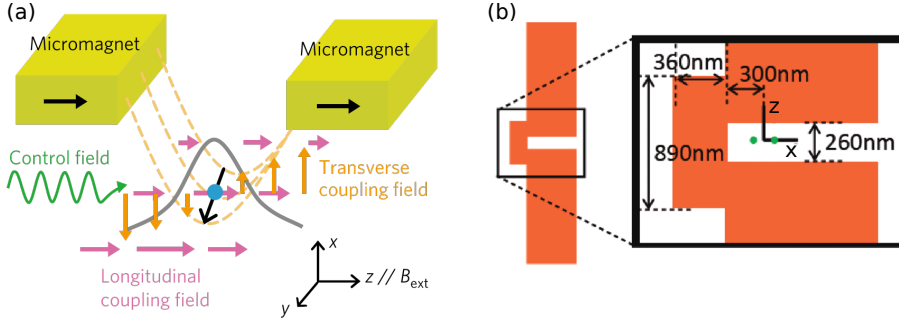 (a)
Micromagnet
Micromagnet
Control field
Transverse
coupling field
Longitudinal
coupling field
x
z // Bext
y
(b)
360nm
300nm
z
x
890nm
260nm